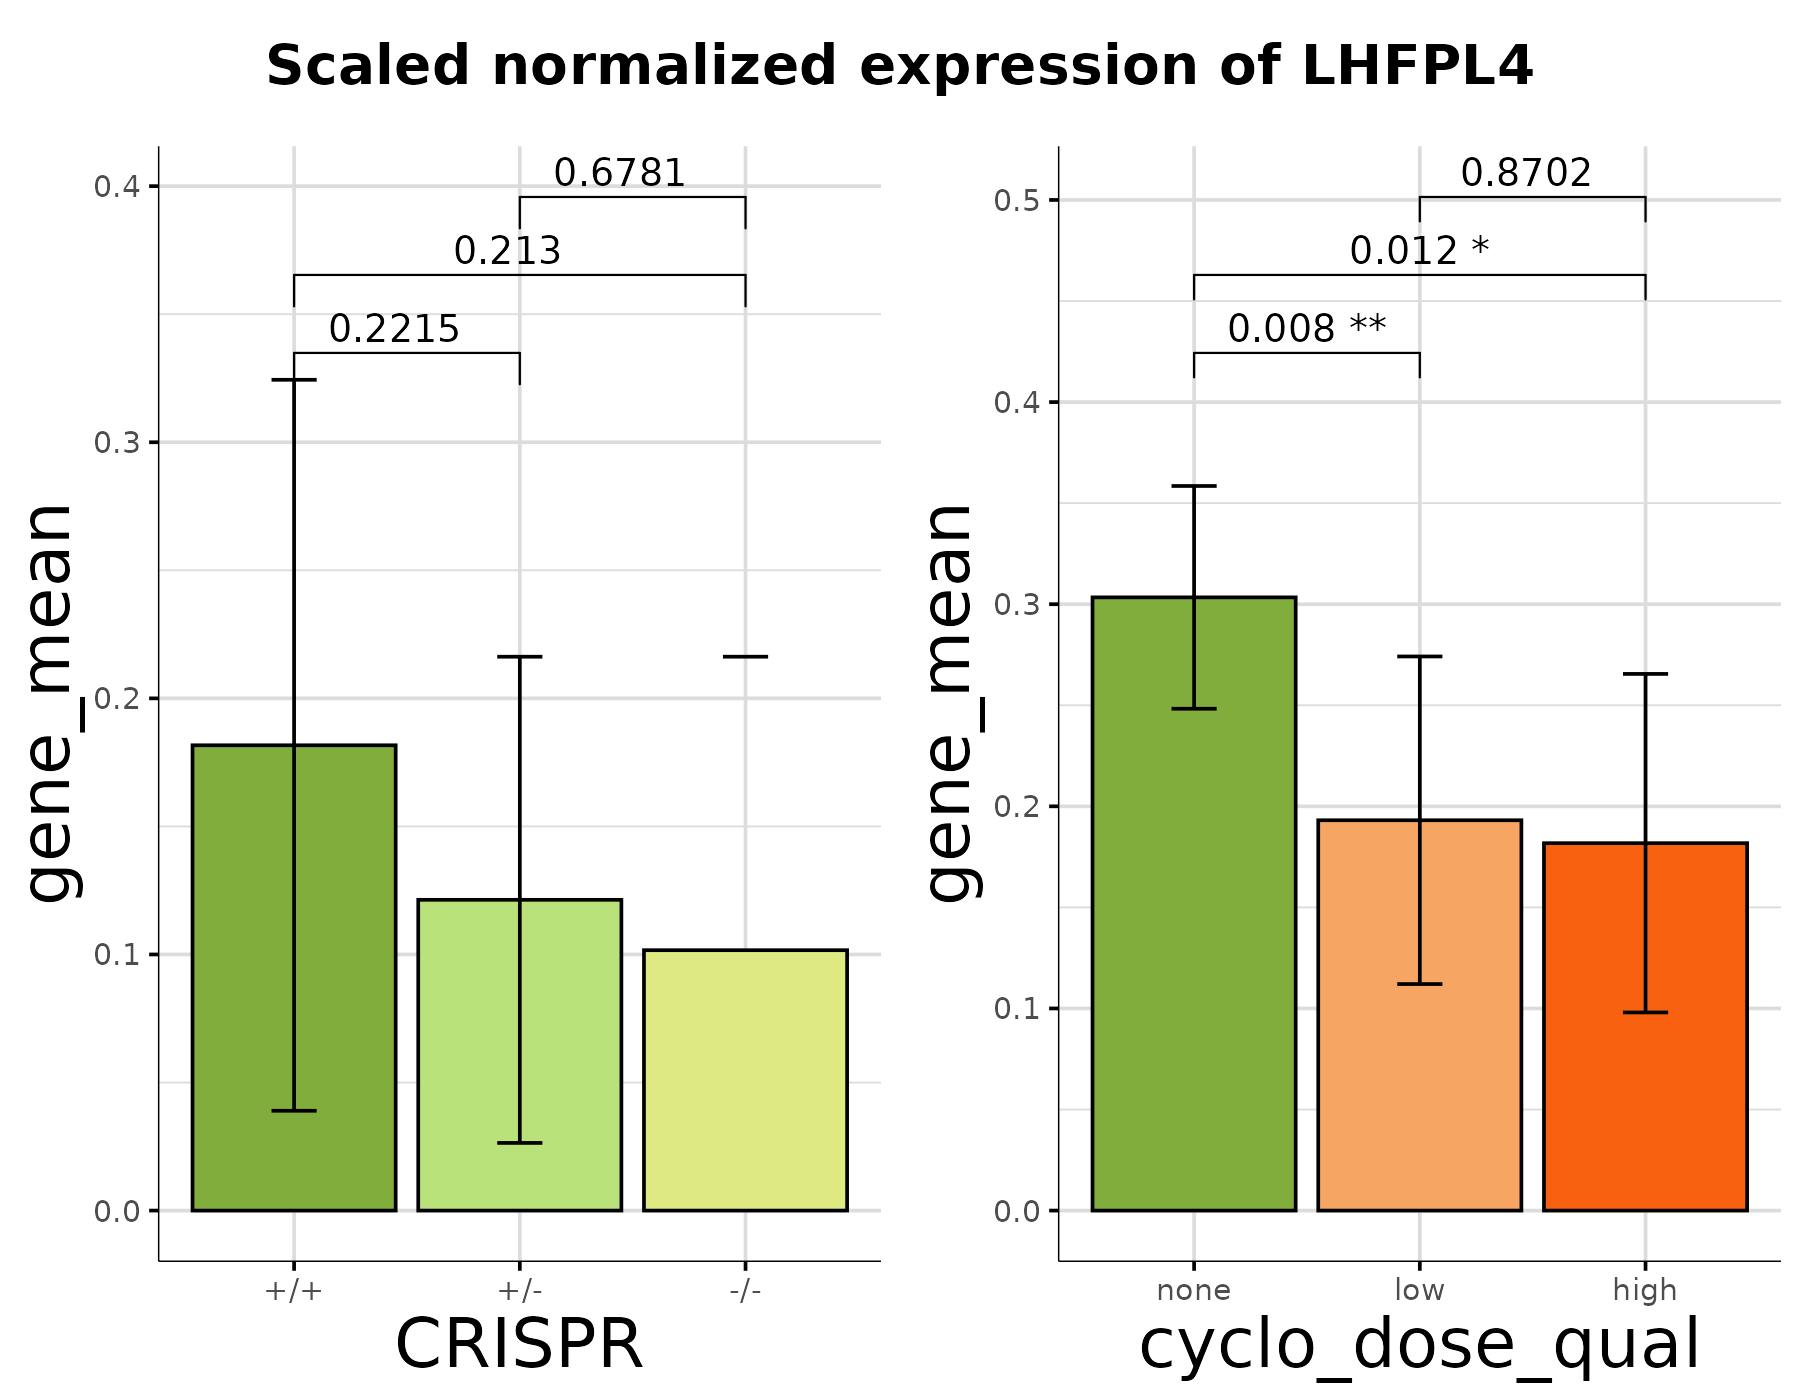 Scaled normalized expression of LHFPL4
gene_mean
0.4
0.3
0.2
0.1
0.0
0.6781
0.213
0.2215
+/+
+/-
-/-
CRISPR
gene_mean
0.5
0.4
0.3
0.2
0.1
0.0
0.8702
0.012 *
0.008 **
none
low
high
cyclo_dose_qual